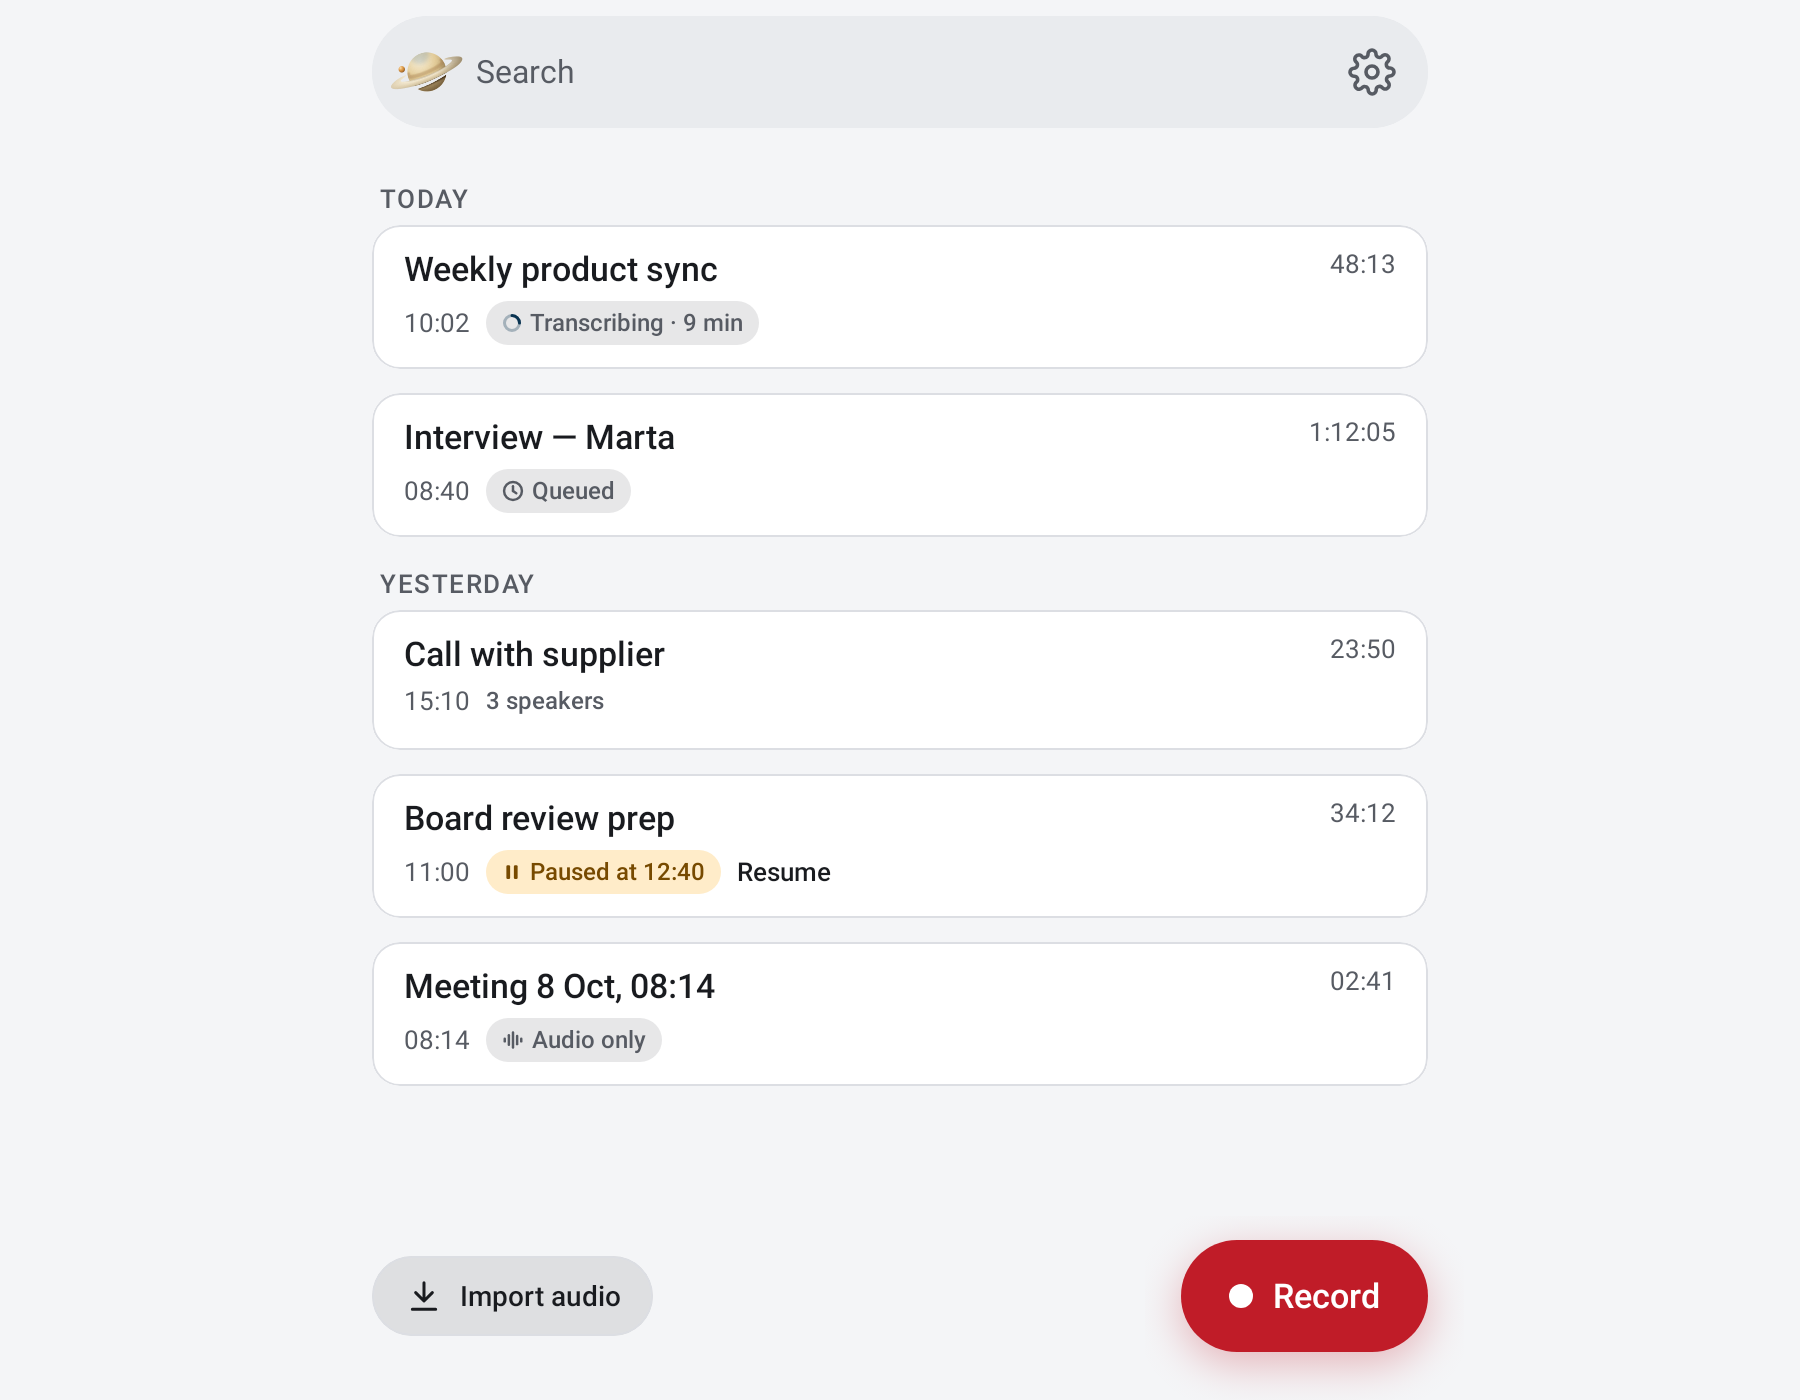 Search
TODAY
Weekly product sync
48:13
10:02 Transcribing · 9 min
Interview — Marta
1:12:05
08:40 Queued
YESTERDAY
Call with supplier
23:50
15:10 3 speakers
Board review prep
34:12
11:00 Paused at 12:40 Resume
Meeting 8 Oct, 08:14
02:41
08:14 Audio only
Import audio
Record